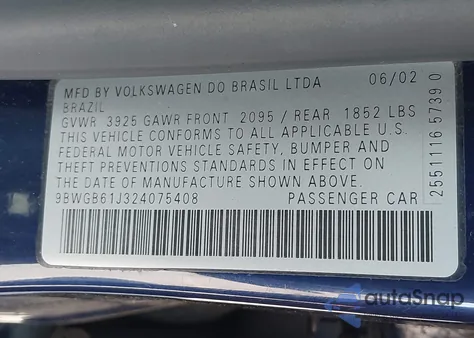 MFD BY VOLKSWAGEN DO BRASIL LTDA 06/02
BRAZIL
GVWR 3925 GAWR FRONT 2095 / REAR 1852 LBS
THIS VEHICLE CONFORMS TO ALL APPLICABLE U.S.
FEDERAL MOTOR VEHICLE SAFETY, BUMPER AND
THEFT PREVENTIONS STANDARDS IN EFFECT ON
THE DATE OF MANUFACTURE SHOWN ABOVE.
9BWGB61J324075408 PASSENGER CAR
2551116 5739 0
autoSnap